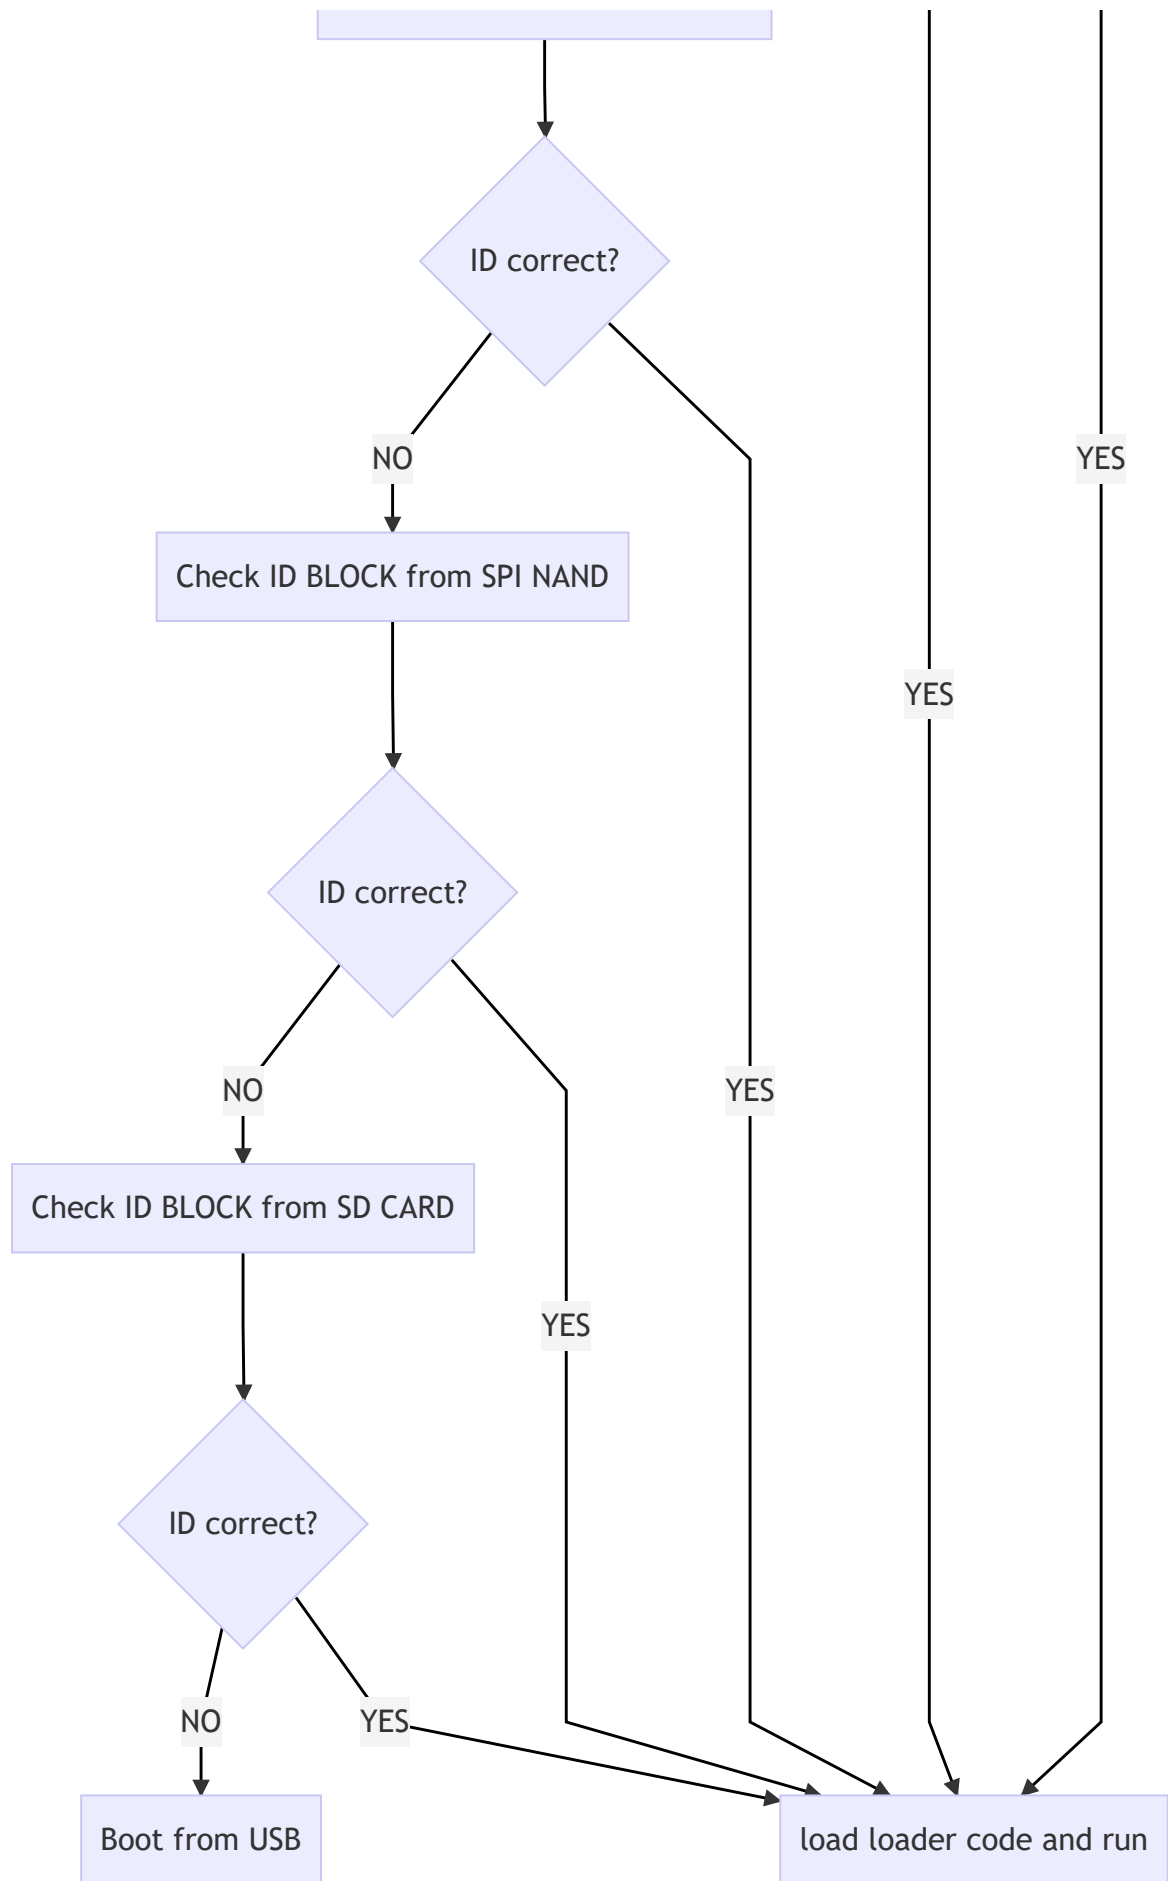 ID correct?
NO
YES
Check ID BLOCK from SPI NAND
YES
ID correct?
NO
YES
Check ID BLOCK from SD CARD
YES
ID correct?
NO
YES
Boot from USB
load loader code and run